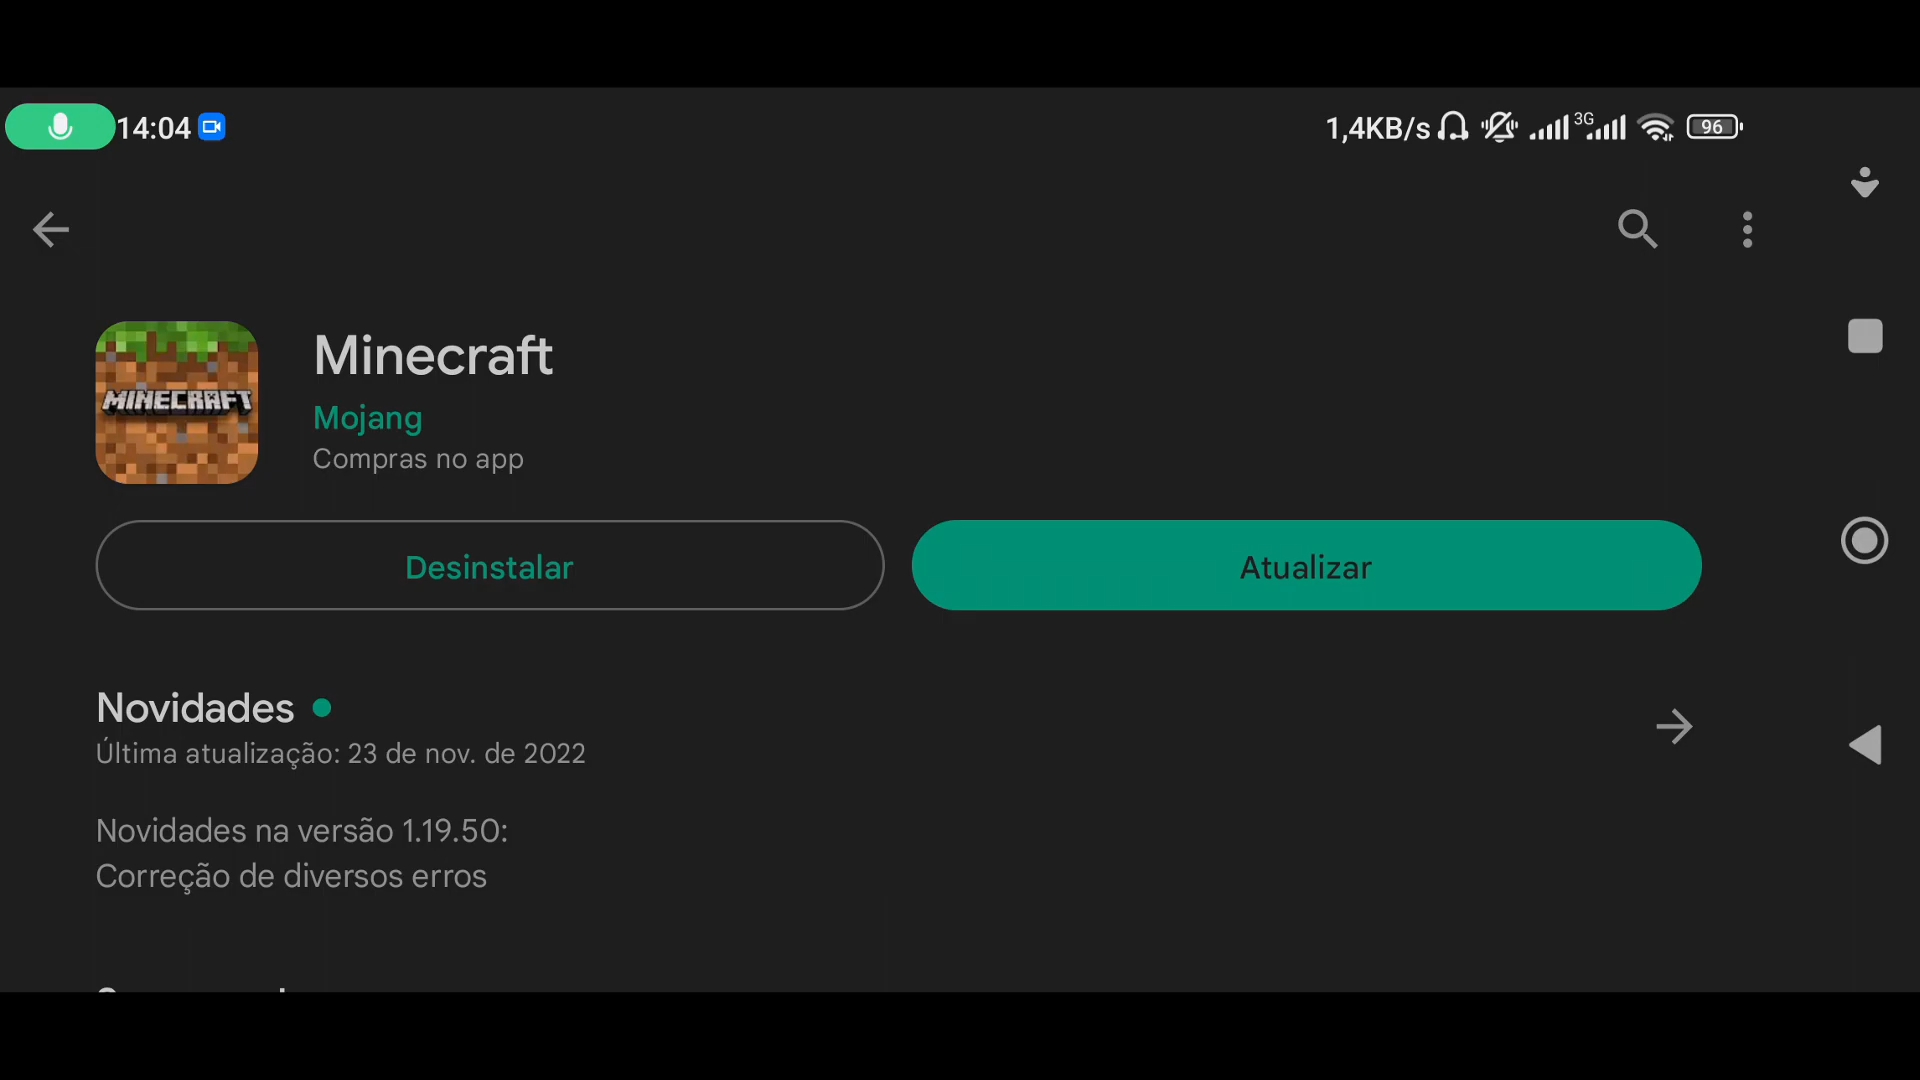 14:04
1,4KB/s
3G
96
Minecraft
MINECRAFT
Mojang
Compras no app
Desinstalar
Atualizar
Novidades
Última atualização: 23 de nov. de 2022
Novidades na versão 1.19.50:
Correção de diversos erros